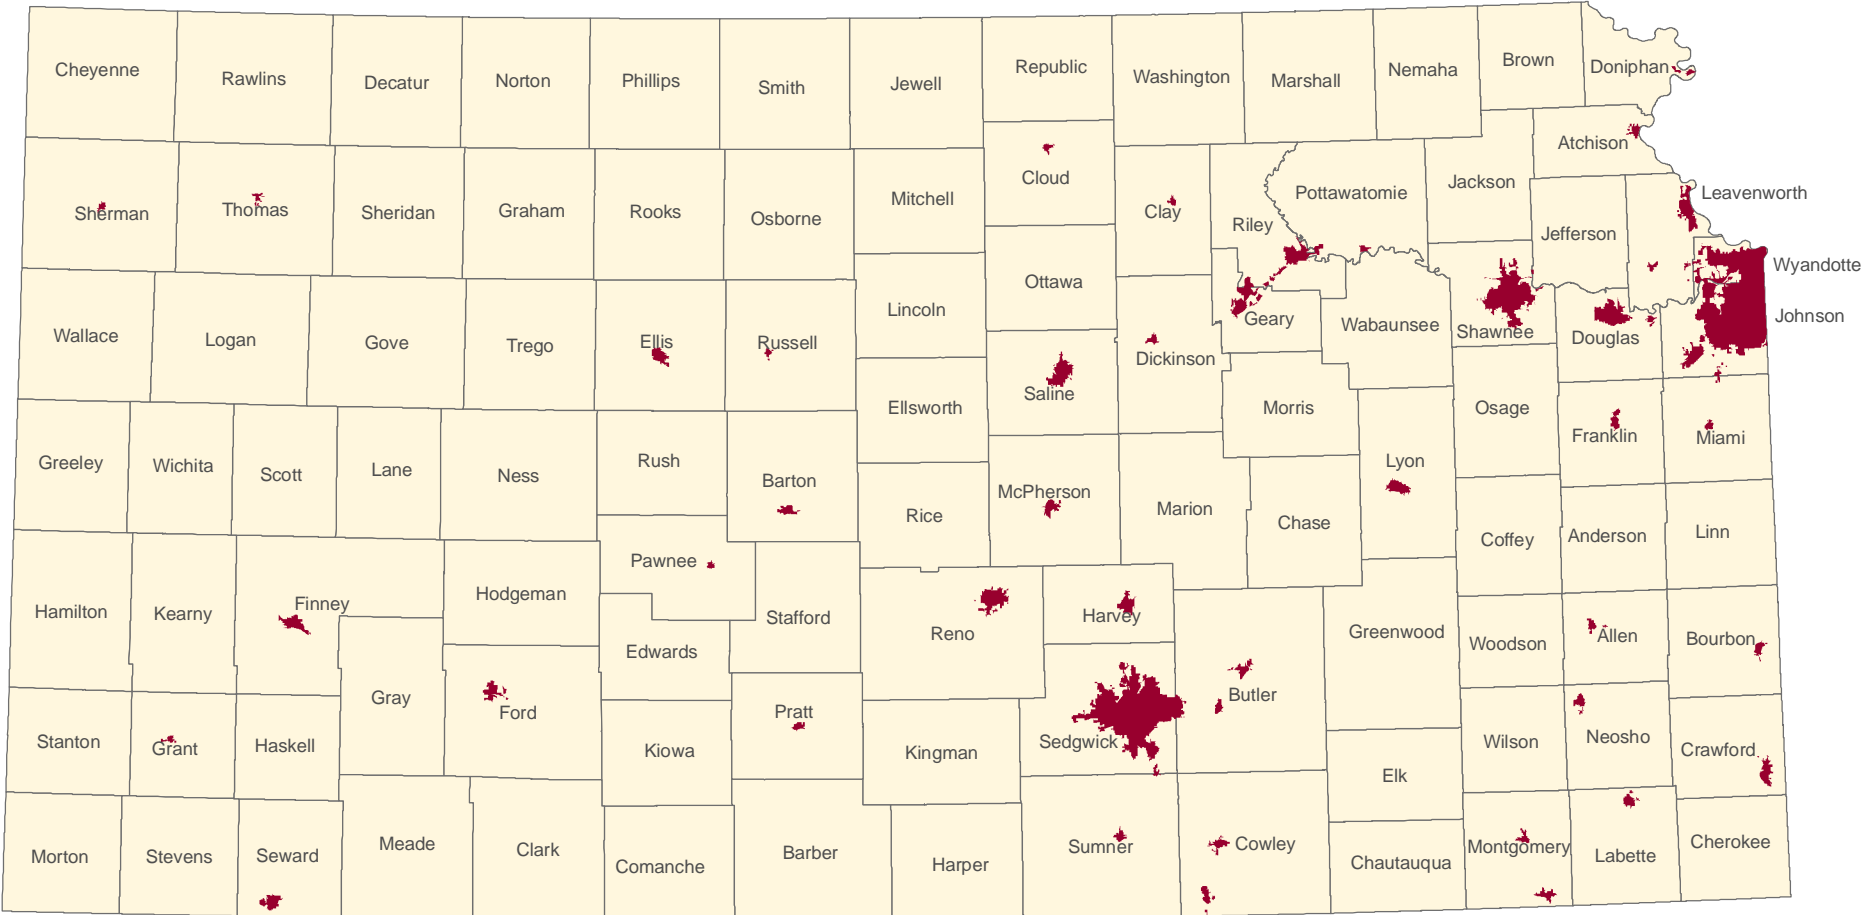 Cheyenne
Rawlins
Decatur
Norton
Phillips
Smith
Jewell
Republic
Washington
Marshall
Nemaha
Brown
Doniphan
Sherman
Thomas
Sheridan
Graham
Rooks
Osborne
Mitchell
Cloud
Clay
Riley
Pottawatomie
Jackson
Atchison
Jefferson
Leavenworth
Wyandotte
Johnson
Wallace
Logan
Gove
Trego
Ellis
Russell
Lincoln
Ottawa
Saline
Dickinson
Geary
Wabaunsee
Shawnee
Douglas
Greeley
Wichita
Scott
Lane
Ness
Rush
Barton
Ellsworth
Rice
McPherson
Marion
Morris
Chase
Lyon
Osage
Franklin
Miami
Coffey
Anderson
Linn
Hamilton
Kearny
Finney
Hodgeman
Pawnee
Stafford
Edwards
Reno
Harvey
Greenwood
Woodson
Allen
Bourbon
Gray
Ford
Pratt
Sedgwick
Butler
Stanton
Grant
Haskell
Kiowa
Kingman
Elk
Wilson
Neosho
Crawford
Morton
Stevens
Seward
Meade
Clark
Comanche
Barber
Harper
Sumner
Cowley
Chautauqua
Montgomery
Labette
Cherokee